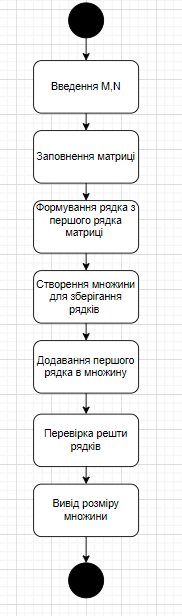 Введення M,N
Заповнення матриці
Формування рядка з
першого рядка
матриці
Створення множини
для зберігання
рядків
Додавання першого
рядка в множину
Перевірка решти
рядків
Вивід розміру
множини